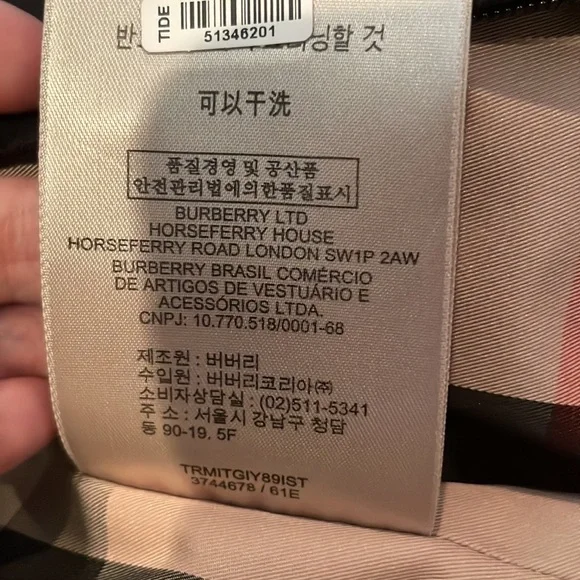 TIDE
51346201
할 것
可以干洗
품질경영 및 공산품
안전관리법에의한품질표시
BURBERRY LTD
HORSEFERRY HOUSE
HORSEFERRY ROAD LONDON SW1P 2AW
BURBERRY BRASIL COMÉRCIO
DE ARTIGOS DE VESTUÁRIO E
ACESSÓRIOS LTDA.
CNPJ: 10.770.518/0001-68
제조원 : 버버리
수입원 : 버버리코리아㈜
소비자상담실 : (02)511-5341
주 소 : 서울시 강남구 청담
동 90-19, 5F
TRMITGIY89IST
3744678 / 61E